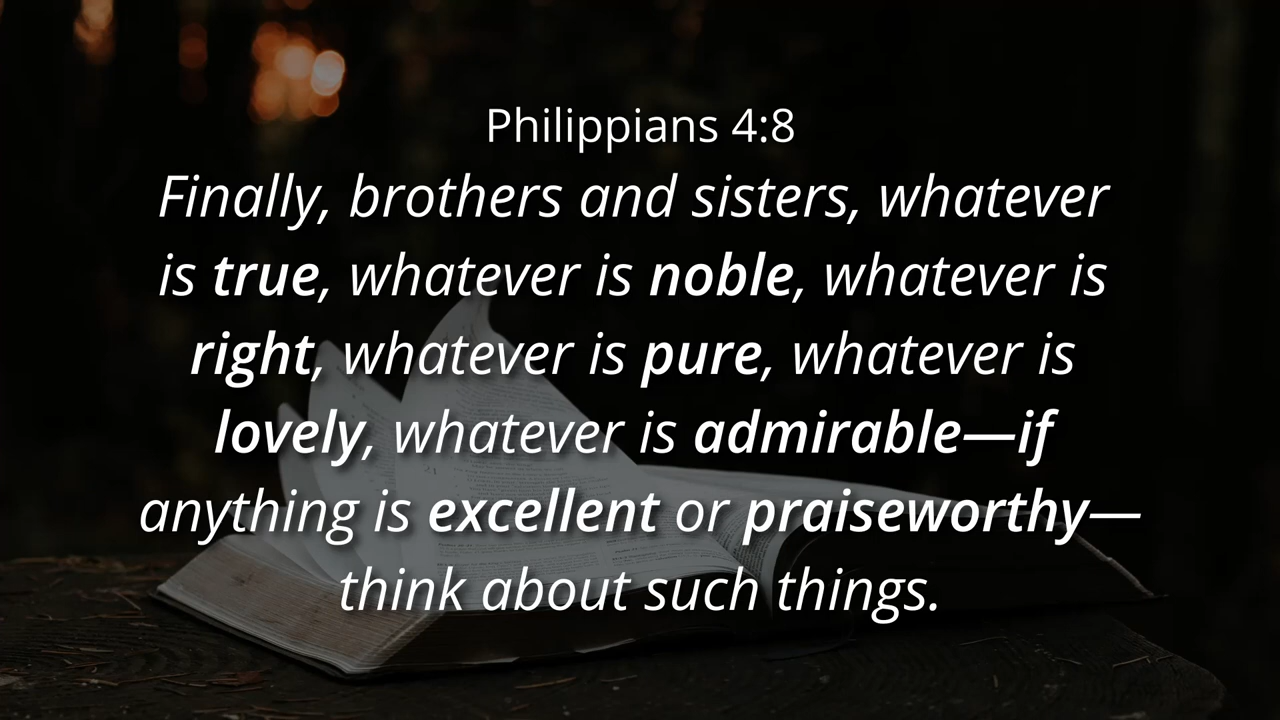 Philippians 4:8
Finally, brothers and sisters, whatever
is true, whatever is noble, whatever is
right, whatever is pure, whatever is
lovely, whatever is admirable—if
anything is excellent or praiseworthy—
think about such things.